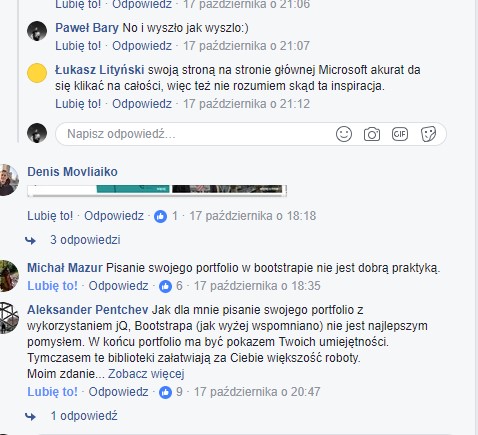 Lubię to! · Odpowiedz · 17 października o 21:06
Paweł Bary No i wyszło jak wyszlo:)
Lubię to! · Odpowiedz · 17 października o 21:07
Łukasz Lityński swoją stroną na stronie głównej Microsoft akurat da
się klikać na całości, więc też nie rozumiem skąd ta inspiracja.
Lubię to! · Odpowiedz · 17 października o 21:12
Napisz odpowiedź...
GIF
Denis Movliaiko
Lubię to! · Odpowiedz · 1 · 17 października o 18:18
3 odpowiedzi
Michał Mazur Pisanie swojego portfolio w bootstrapie nie jest dobrą praktyką.
Lubię to! · Odpowiedz · 6 · 17 października o 18:35
Aleksander Pentchev Jak dla mnie pisanie swojego portfolio z
wykorzystaniem jQ, Bootstrapa (jak wyżej wspomniano) nie jest najlepszym
pomysłem. W końcu portfolio ma być pokazem Twoich umiejętności.
Tymczasem te biblioteki załatwiają za Ciebie większość roboty.
Moim zdanie... Zobacz więcej
Lubię to! · Odpowiedz · 9 · 17 października o 20:47
1 odpowiedź